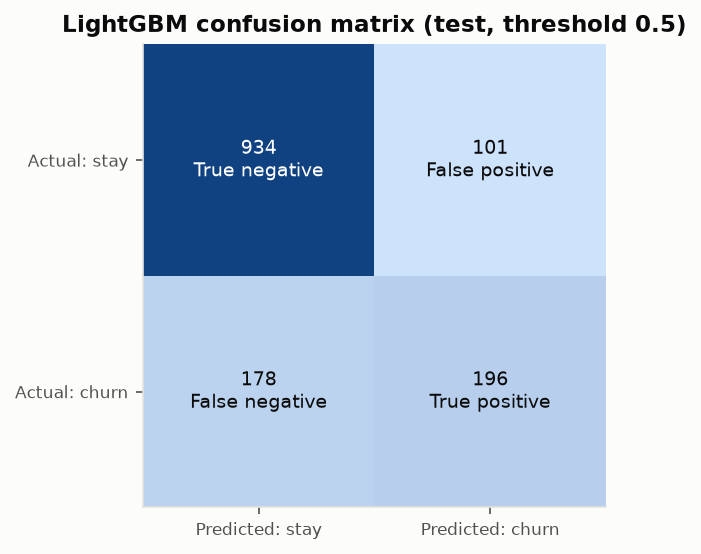 LightGBM confusion matrix (test, threshold 0.5)
Actual: stay
934
True negative
101
False positive
Actual: churn
178
False negative
196
True positive
Predicted: stay
Predicted: churn